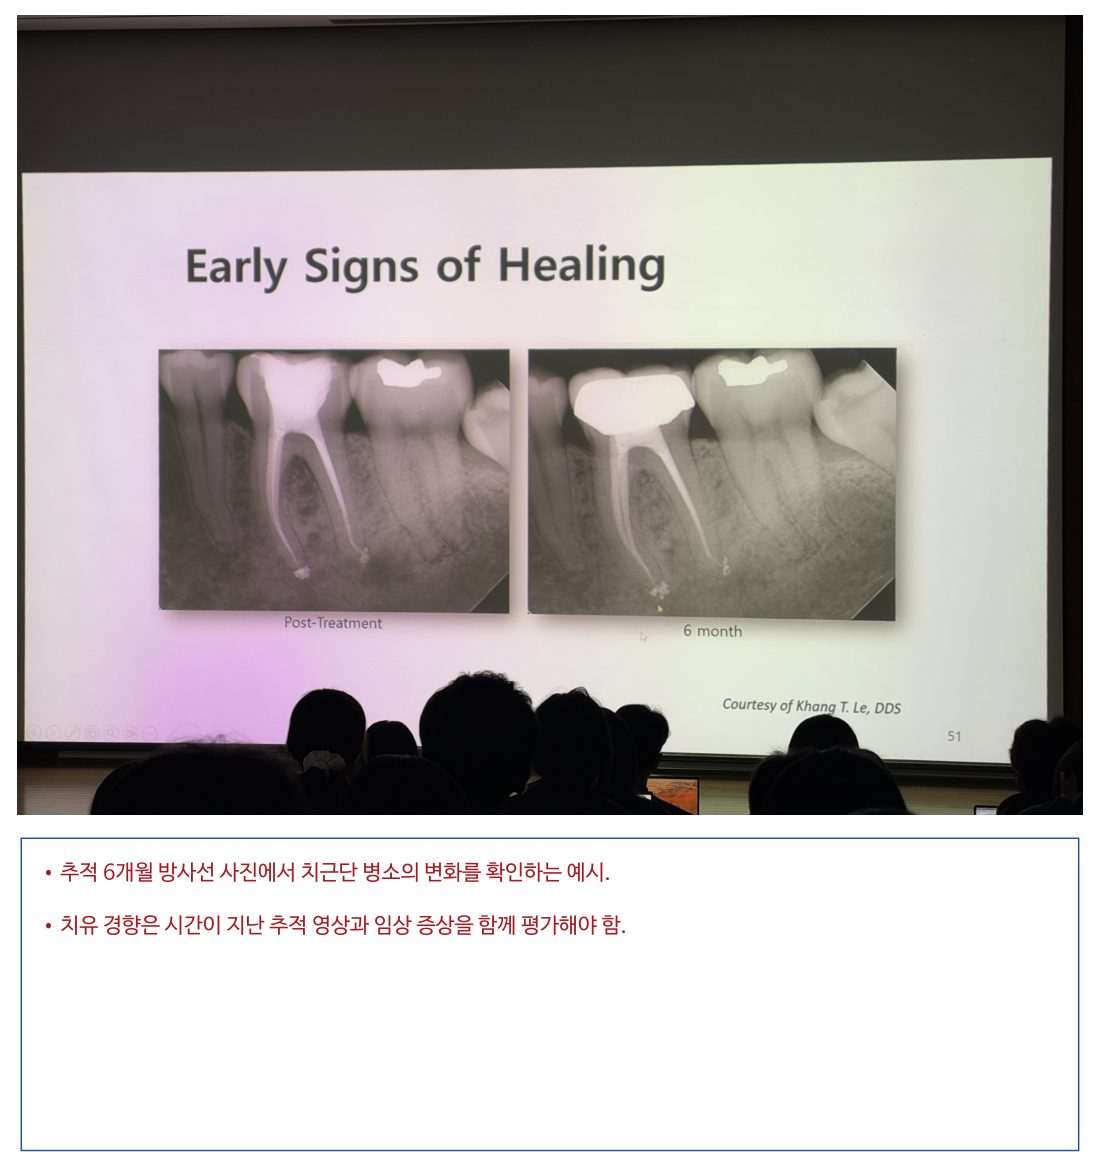 Early Signs of Healing
Post-Treatment
6 month
Courtesy of Khang T. Le, DDS
51
• 추적 6개월 방사선 사진에서 치근단 병소의 변화를 확인하는 예시.
• 치유 경향은 시간이 지난 추적 영상과 임상 증상을 함께 평가해야 함.